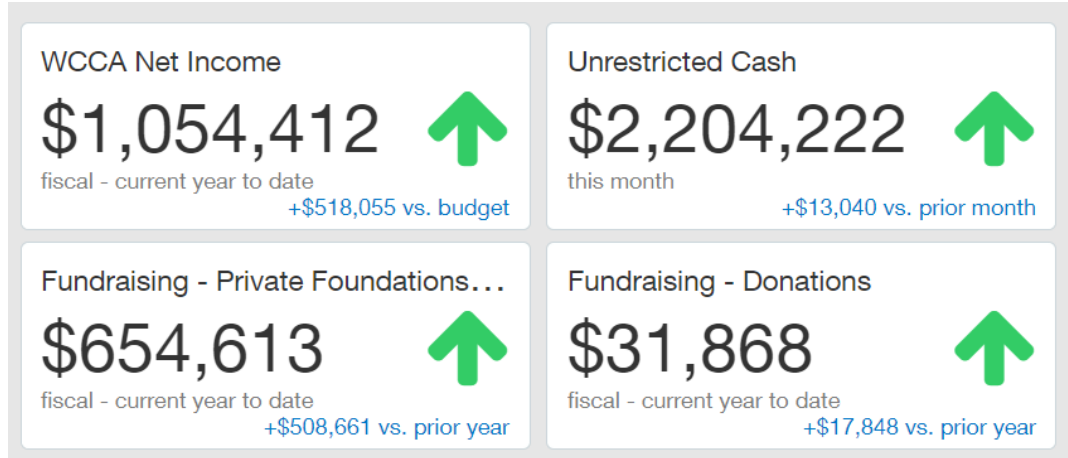 WCCA Net Income
$1,054,412
fiscal - current year to date
+$518,055 vs. budget
Unrestricted Cash
$2,204,222
this month
+$13,040 vs. prior month
Fundraising - Private Foundations...
$654,613
fiscal - current year to date
+$508,661 vs. prior year
Fundraising - Donations
$31,868
fiscal - current year to date
+$17,848 vs. prior year